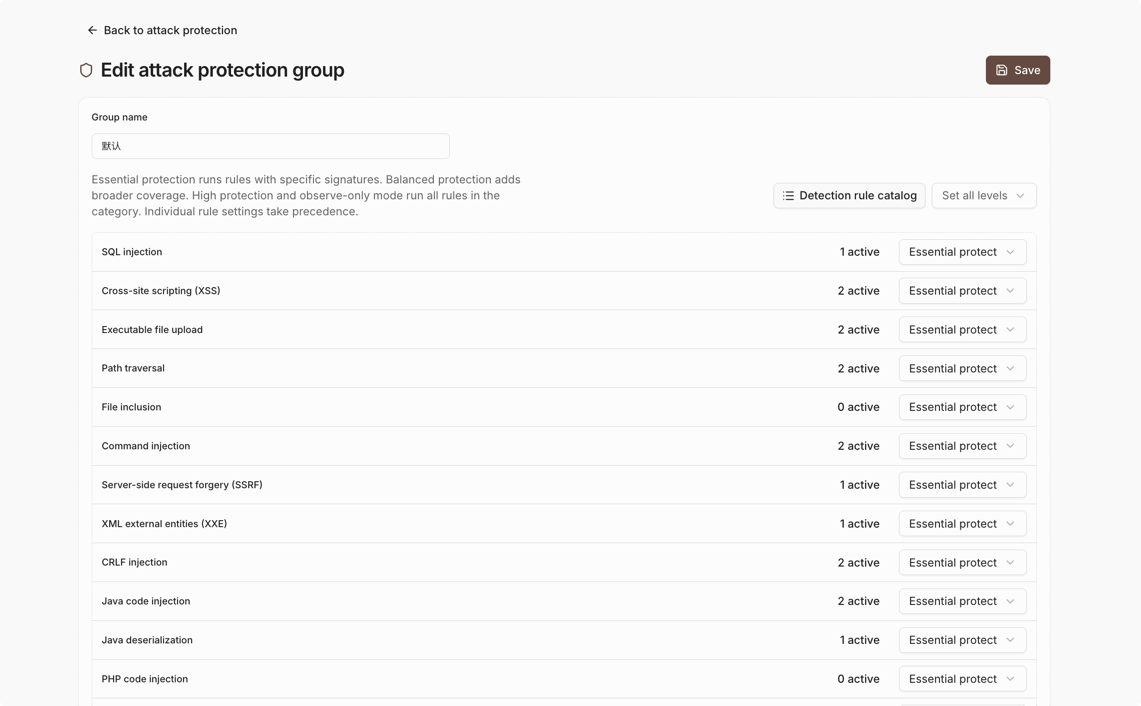 Back to attack protection
Edit attack protection group
Save
Group name
默认
Essential protection runs rules with specific signatures. Balanced protection adds
broader coverage. High protection and observe-only mode run all rules in the
category. Individual rule settings take precedence.
Detection rule catalog
Set all levels
SQL injection 1 active Essential protect
Cross-site scripting (XSS) 2 active Essential protect
Executable file upload 2 active Essential protect
Path traversal 2 active Essential protect
File inclusion 0 active Essential protect
Command injection 2 active Essential protect
Server-side request forgery (SSRF) 1 active Essential protect
XML external entities (XXE) 1 active Essential protect
CRLF injection 2 active Essential protect
Java code injection 2 active Essential protect
Java deserialization 1 active Essential protect
PHP code injection 0 active Essential protect